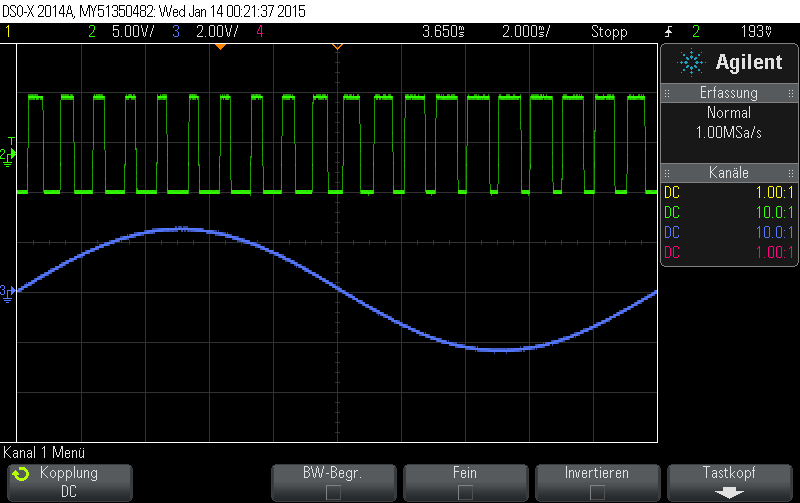 DSO-X 2014A, MY51350482: Wed Jan 14 00:21:37 2015
1 2 5.00V/ 3 2.00V/ 4 3.650s 2.000s/ Stopp 2 193V
Agilent
Erfassung
Normal
1.00MSa/s
Kanäle
DC 1.00:1
DC 10.0:1
DC 10.0:1
DC 1.00:1
T
2
3
Kanal 1 Menü
Kopplung BW-Begr. Fein Invertieren Tastkopf
DC